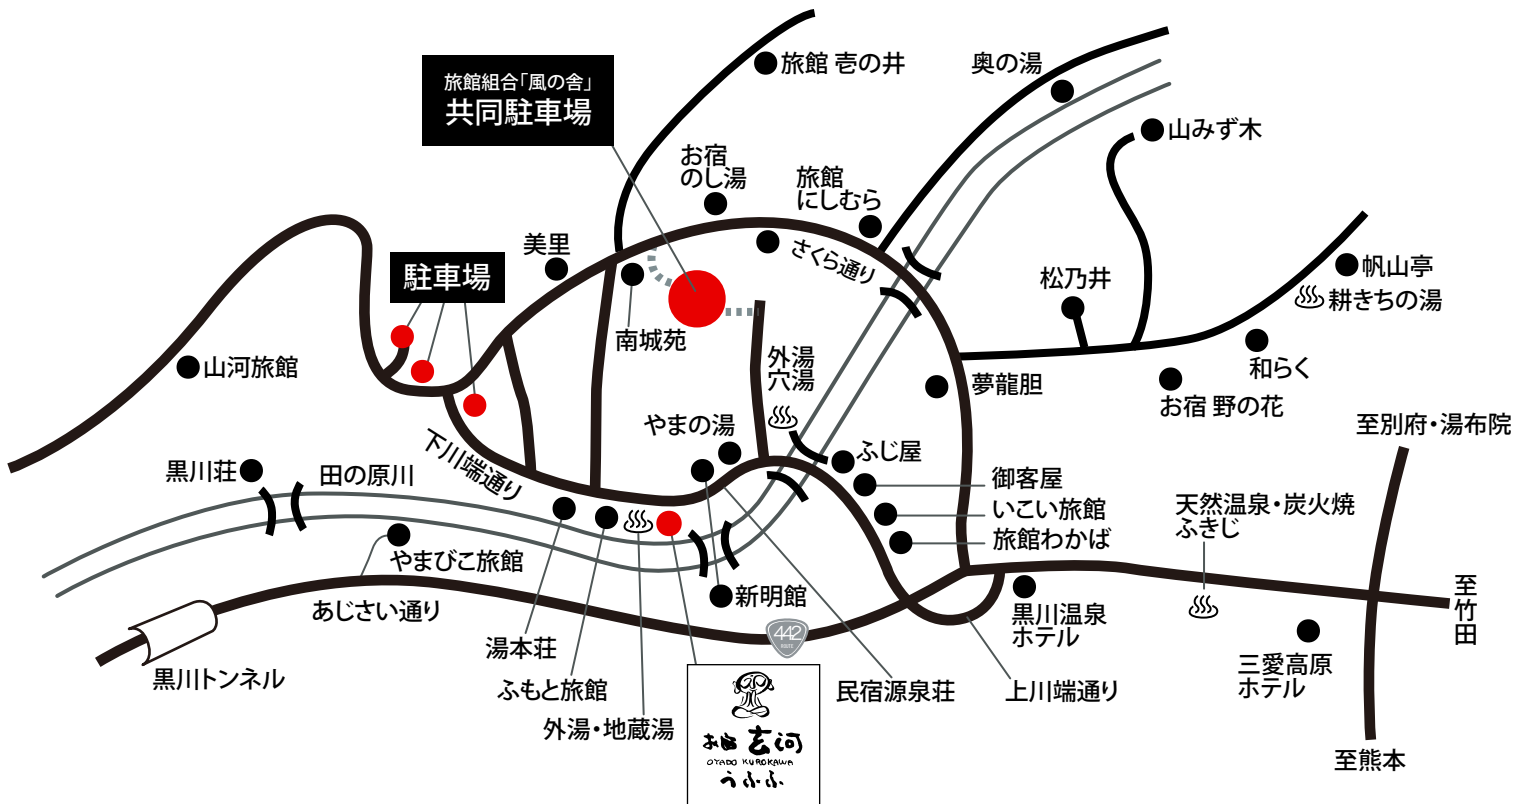 旅館 壱の井
奥の湯
旅館組合「風の舎」
共同駐車場
山みず木
お宿
のし湯
旅館
にしむら
美里
さくら通り
駐車場
松乃井
帆山亭
耕きちの湯
南城苑
外湯
穴湯
山河旅館
和らく
夢龍胆
お宿 野の花
やまの湯
至別府・湯布院
下川端通り
ふじ屋
黒川荘
田の原川
御客屋
天然温泉・炭火焼
ふきじ
いこい旅館
旅館わかば
やまびこ旅館
至竹田
新明館
あじさい通り
黒川温泉
ホテル
442
ROUTE
湯本荘
三愛高原
ホテル
黒川トンネル
ふもと旅館
民宿源泉荘
上川端通り
外湯・地蔵湯
お宿 玄河
OYADO KUROKAWA
うふふ
至熊本